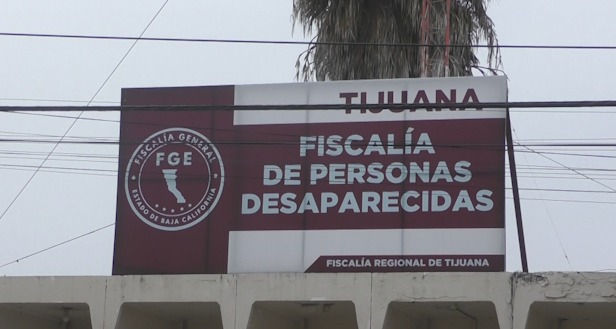 TIJUANA
FISCALÍA GENERAL
FGE
ESTADO DE BAJA CALIFORNIA
FISCALÍA
DE PERSONAS
DESAPARECIDAS
FISCALÍA REGIONAL DE TIJUANA